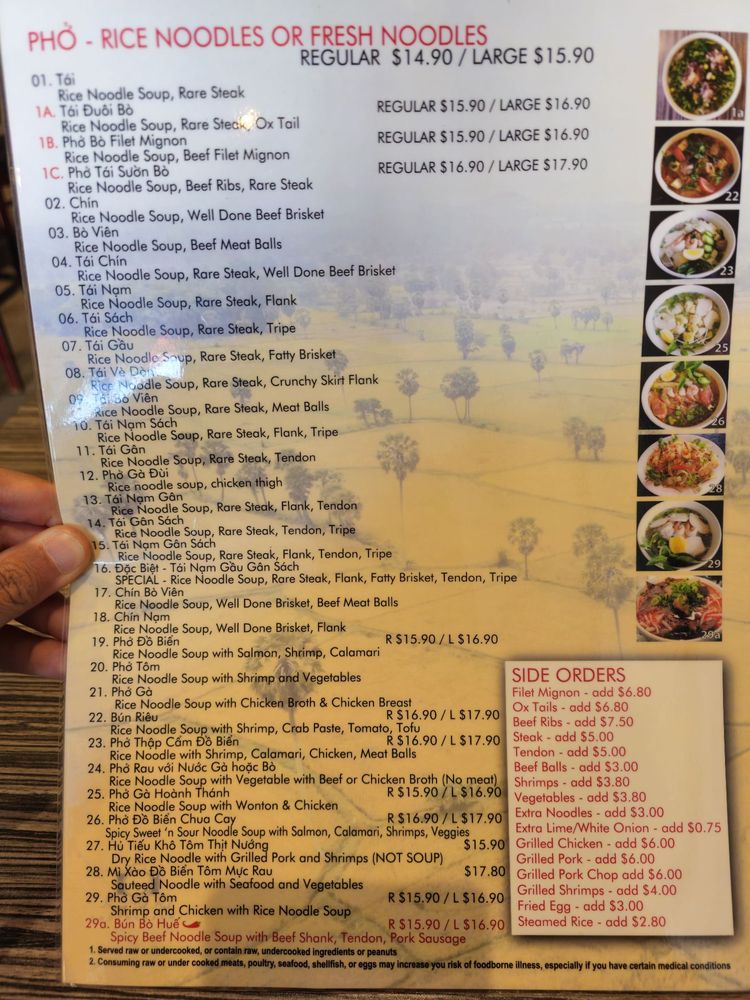 PHỞ - RICE NOODLES OR FRESH NOODLES
REGULAR $14.90 / LARGE $15.90
01. Tái
Rice Noodle Soup, Rare Steak
1A. Tái Đuôi Bò REGULAR $15.90 / LARGE $16.90
Rice Noodle Soup, Rare Steak, Ox Tail
1B. Phở Bò Filet Mignon REGULAR $15.90 / LARGE $16.90
Rice Noodle Soup, Beef Filet Mignon
1C. Phở Tái Sườn Bò REGULAR $16.90 / LARGE $17.90
Rice Noodle Soup, Beef Ribs, Rare Steak
02. Chín
Rice Noodle Soup, Well Done Beef Brisket
03. Bò Viên
Rice Noodle Soup, Beef Meat Balls
04. Tái Chín
Rice Noodle Soup, Rare Steak, Well Done Beef Brisket
05. Tái Nạm
Rice Noodle Soup, Rare Steak, Flank
06. Tái Sách
Rice Noodle Soup, Rare Steak, Tripe
07. Tái Gầu
Rice Noodle Soup, Rare Steak, Fatty Brisket
08. Tái Vè Dòn
Rice Noodle Soup, Rare Steak, Crunchy Skirt Flank
09. Tái Bò Viên
Rice Noodle Soup, Rare Steak, Meat Balls
10. Tái Nạm Sách
Rice Noodle Soup, Rare Steak, Flank, Tripe
11. Tái Gân
Rice Noodle Soup, Rare Steak, Tendon
12. Phở Gà Đùi
Rice noodle soup, chicken thigh
13. Tái Nạm Gân
Rice Noodle Soup, Rare Steak, Flank, Tendon
14. Tái Gân Sách
Rice Noodle Soup, Rare Steak, Tendon, Tripe
15. Tái Nạm Gân Sách
Rice Noodle Soup, Rare Steak, Flank, Tendon, Tripe
16. Đặc Biệt - Tái Nạm Gầu Gân Sách
SPECIAL - Rice Noodle Soup, Rare Steak, Flank, Fatty Brisket, Tendon, Tripe
17. Chín Bò Viên
Rice Noodle Soup, Well Done Brisket, Beef Meat Balls
18. Chín Nạm
Rice Noodle Soup, Well Done Brisket, Flank
19. Phở Đồ Biển R $15.90 / L $16.90
Rice Noodle Soup with Salmon, Shrimp, Calamari
20. Phở Tôm
Rice Noodle Soup with Shrimp and Vegetables
21. Phở Gà
Rice Noodle Soup with Chicken Broth & Chicken Breast
22. Bún Riêu R $16.90 / L $17.90
Rice Noodle Soup with Shrimp, Crab Paste, Tomato, Tofu
23. Phở Thập Cẩm Đồ Biển R $16.90 / L $17.90
Rice Noodle with Shrimp, Calamari, Chicken, Meat Balls
24. Phở Rau với Nước Gà hoặc Bò
Rice Noodle Soup with Vegetable with Beef or Chicken Broth (No meat)
25. Phở Gà Hoành Thánh R $15.90 / L $16.90
Rice Noodle Soup with Wonton & Chicken
26. Phở Đồ Biển Chua Cay R $16.90 / L $17.90
Spicy Sweet 'n Sour Noodle Soup with Salmon, Calamari, Shrimps, Veggies
27. Hủ Tiếu Khô Tôm Thịt Nướng $15.90
Dry Rice Noodle with Grilled Pork and Shrimps (NOT SOUP)
28. Mì Xào Đồ Biển Tôm Mực Rau $17.80
Sauteed Noodle with Seafood and Vegetables
29. Phở Gà Tôm R $15.90 / L $16.90
Shrimp and Chicken with Rice Noodle Soup
29a. Bún Bò Huế R $15.90 / L $16.90
Spicy Beef Noodle Soup with Beef Shank, Tendon, Pork Sausage
1. Served raw or undercooked, or contain raw, undercooked ingredients or peanuts
2. Consuming raw or under cooked meats, poultry, seafood, shellfish, or eggs may increase you risk of foodborne illness, especially if you have certain medical conditions
1a
22
23
25
26
28
29
29a
SIDE ORDERS
Filet Mignon - add $6.80
Ox Tails - add $6.80
Beef Ribs - add $7.50
Steak - add $5.00
Tendon - add $5.00
Beef Balls - add $3.00
Shrimps - add $3.80
Vegetables - add $3.80
Extra Noodles - add $3.00
Extra Lime/White Onion - add $0.75
Grilled Chicken - add $6.00
Grilled Pork - add $6.00
Grilled Pork Chop add $6.00
Grilled Shrimps - add $4.00
Fried Egg - add $3.00
Steamed Rice - add $2.80